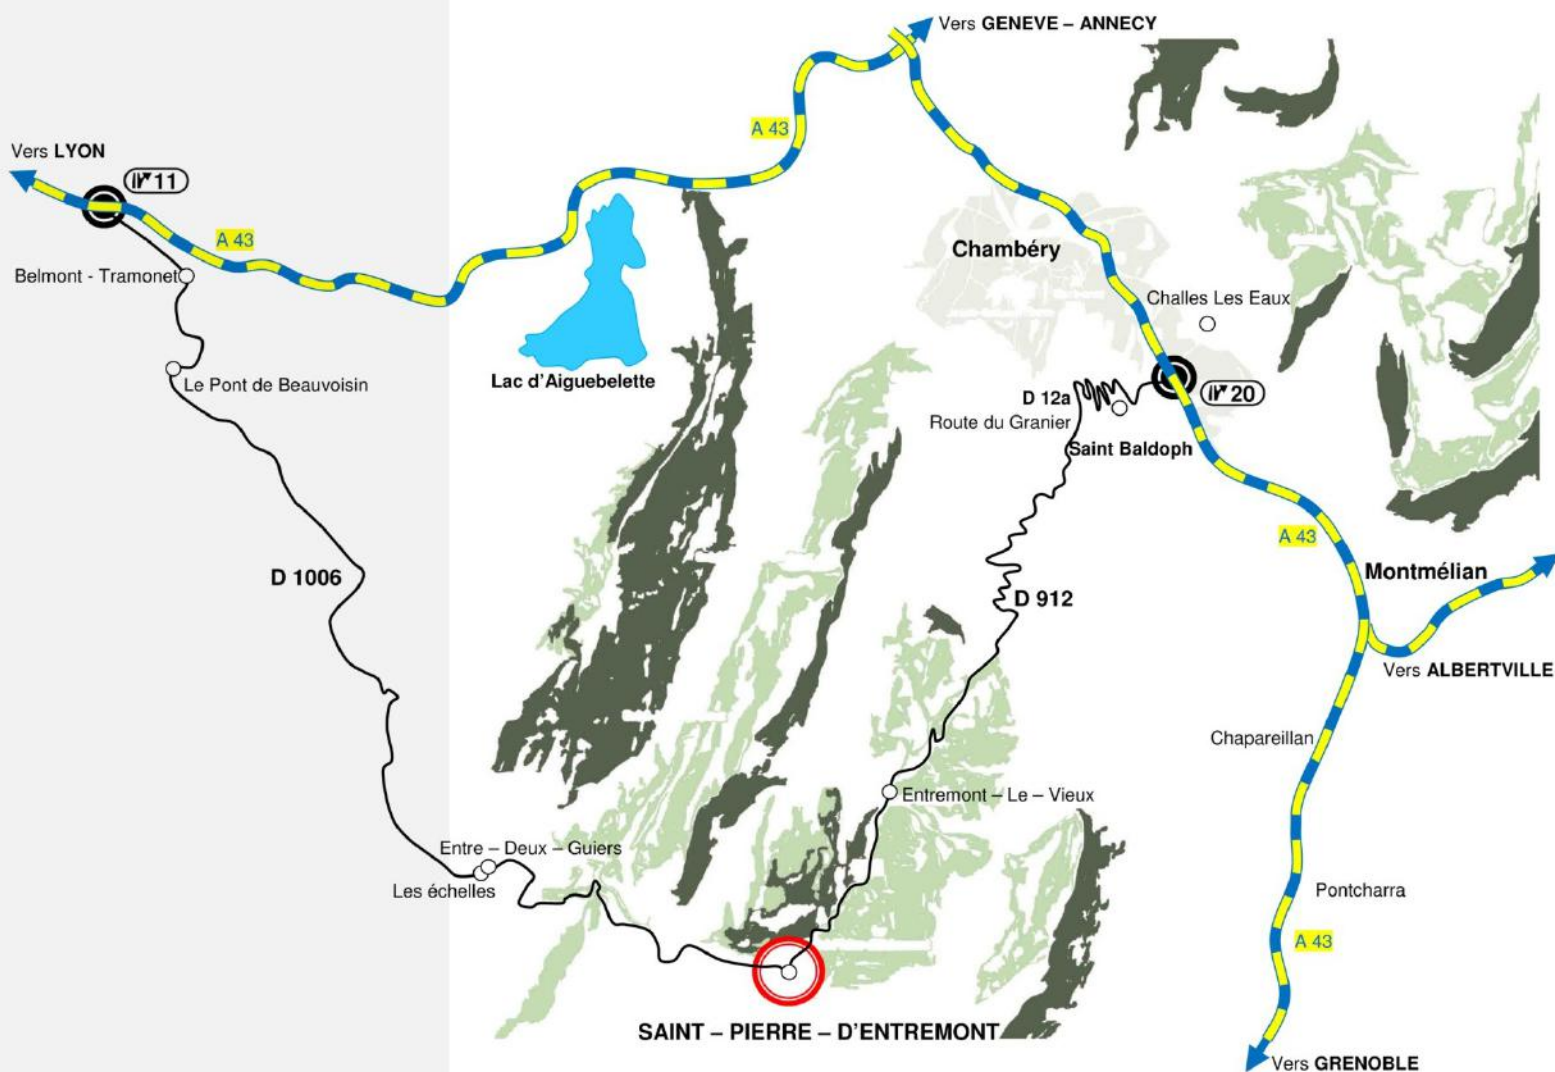 Vers GENEVE – ANNECY
A 43
Vers LYON
11
A 43
Belmont - Tramonet
Chambéry
Challes Les Eaux
Le Pont de Beauvoisin
Lac d'Aiguebelette
D 12a
20
Route du Granier
Saint Baldoph
A 43
D 1006
Montmélian
D 912
Vers ALBERTVILLE
Chapareillan
Entremont – Le – Vieux
Entre – Deux – Guiers
Les échelles
Pontcharra
A 43
SAINT – PIERRE – D'ENTREMONT
Vers GRENOBLE